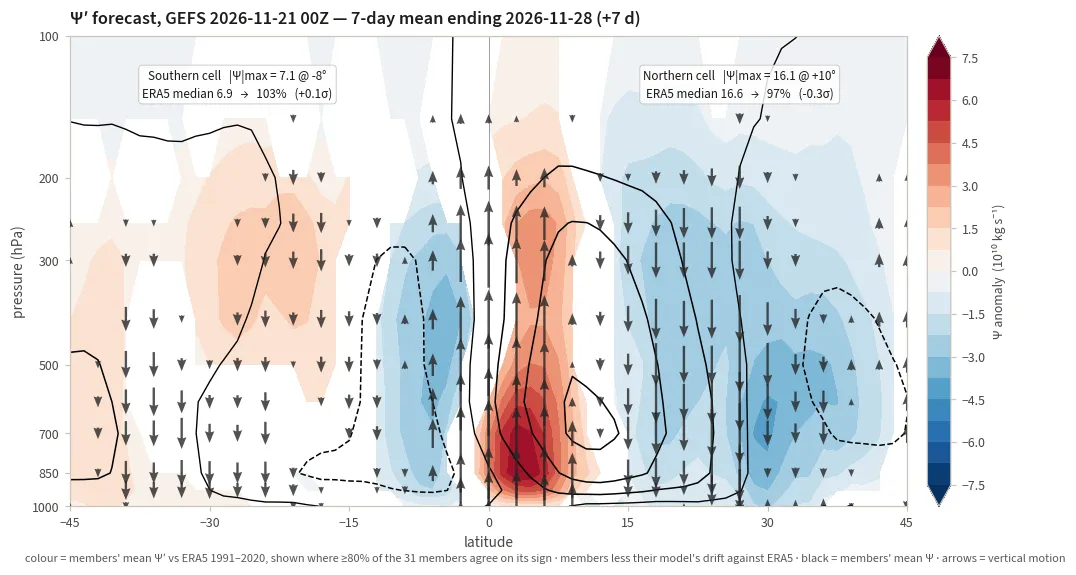 Ψ′ forecast, GEFS 2026-11-21 00Z — 7-day mean ending 2026-11-28 (+7 d)
Southern cell |Ψ|max = 7.1 @ -8°
ERA5 median 6.9 → 103% (+0.1σ)
Northern cell |Ψ|max = 16.1 @ +10°
ERA5 median 16.6 → 97% (-0.3σ)
pressure (hPa)
100
200
300
400
500
700
850
1000
−45
−30
−15
0
15
30
45
latitude
7.5
6.0
4.5
3.0
1.5
0.0
−1.5
−3.0
−4.5
−6.0
−7.5
Ψ anomaly (10¹⁰ kg s⁻¹)
colour = members' mean Ψ′ vs ERA5 1991–2020, shown where ≥80% of the 31 members agree on its sign · members less their model's drift against ERA5 · black = members' mean Ψ · arrows = vertical motion